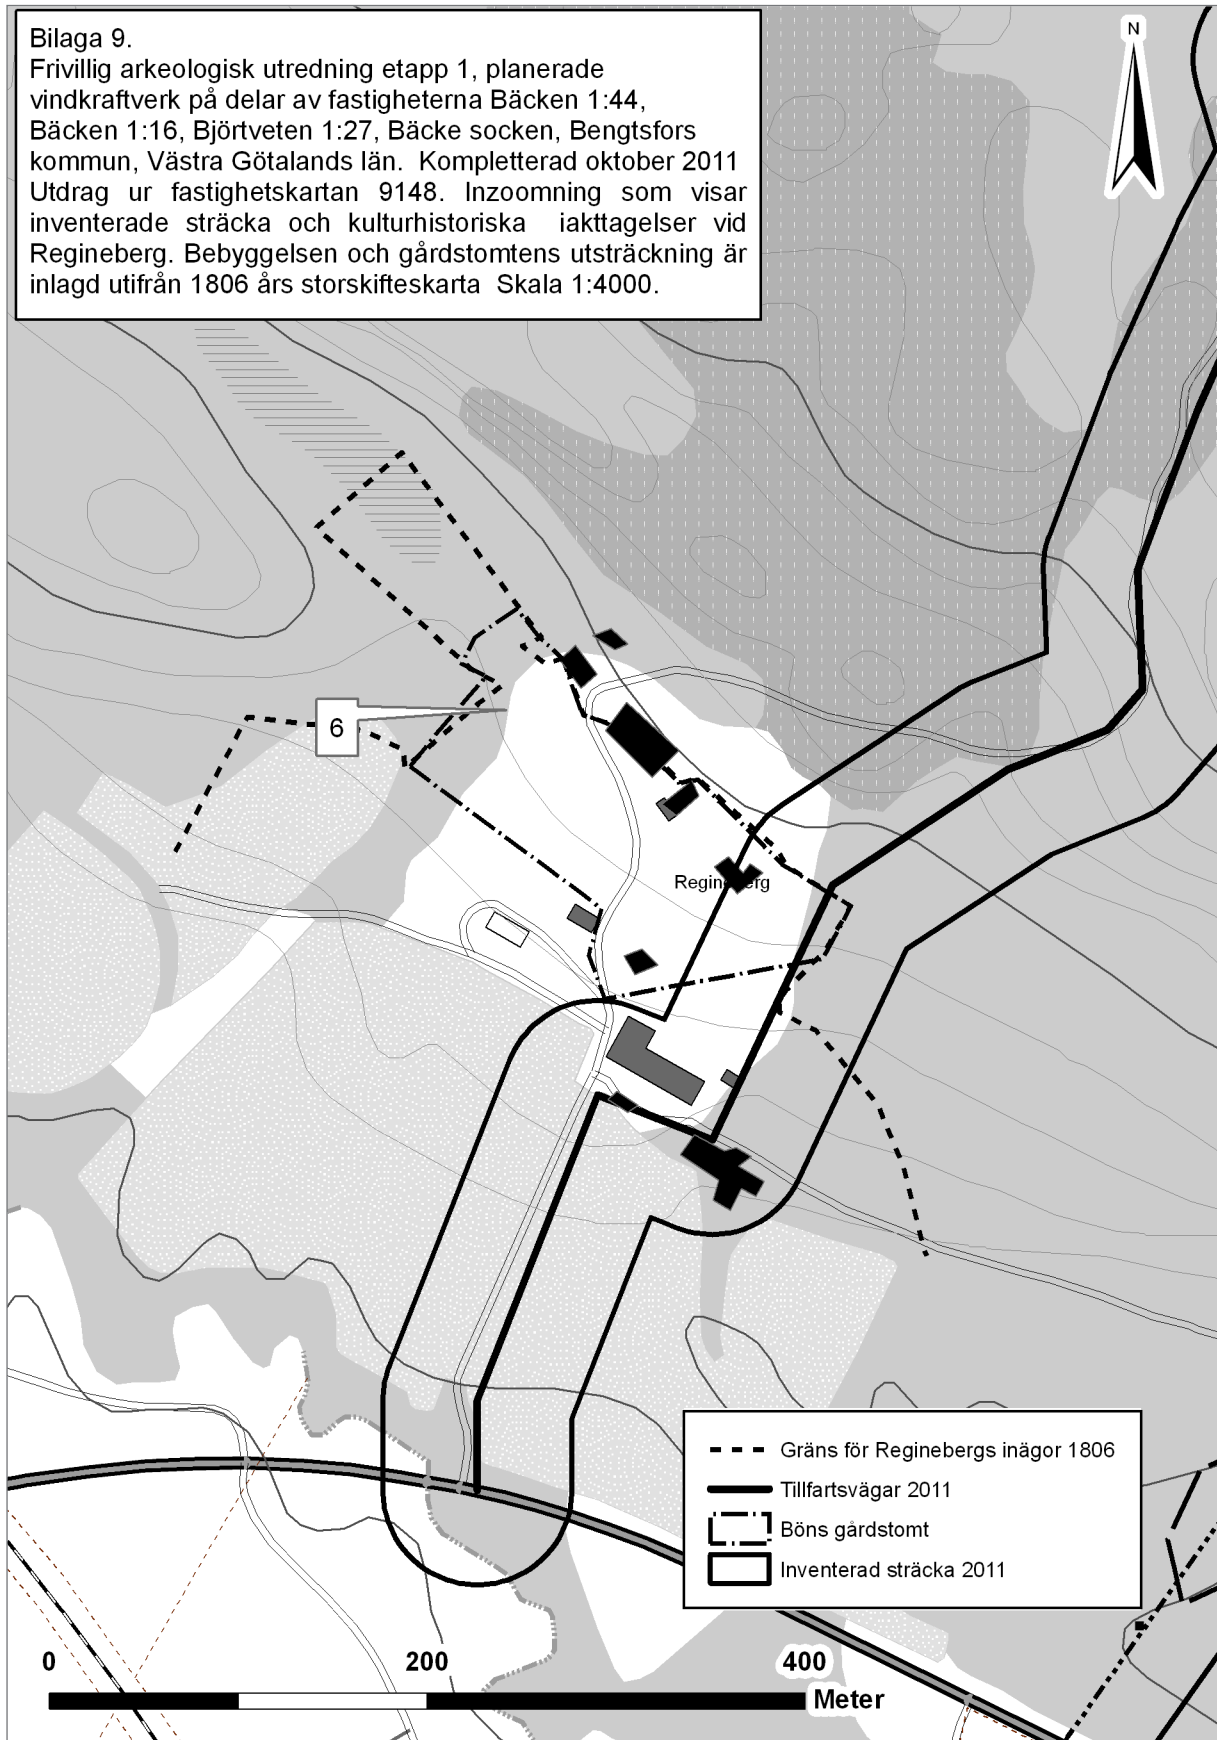 Bilaga 9.
Frivillig arkeologisk utredning etapp 1, planerade
vindkraftverk på delar av fastigheterna Bäcken 1:44,
Bäcken 1:16, Björtveten 1:27, Bäcke socken, Bengtsfors
kommun, Västra Götalands län. Kompletterad oktober 2011
Utdrag ur fastighetskartan 9148. Inzoomning som visar
inventerade sträcka och kulturhistoriska iakttagelser vid
Regineberg. Bebyggelsen och gårdstomtens utsträckning är
inlagd utifrån 1806 års storskifteskarta Skala 1:4000.
N
6
Regineberg
Gräns för Reginebergs inägor 1806
Tillfartsvägar 2011
Böns gårdstomt
Inventerad sträcka 2011
0 200 400
Meter